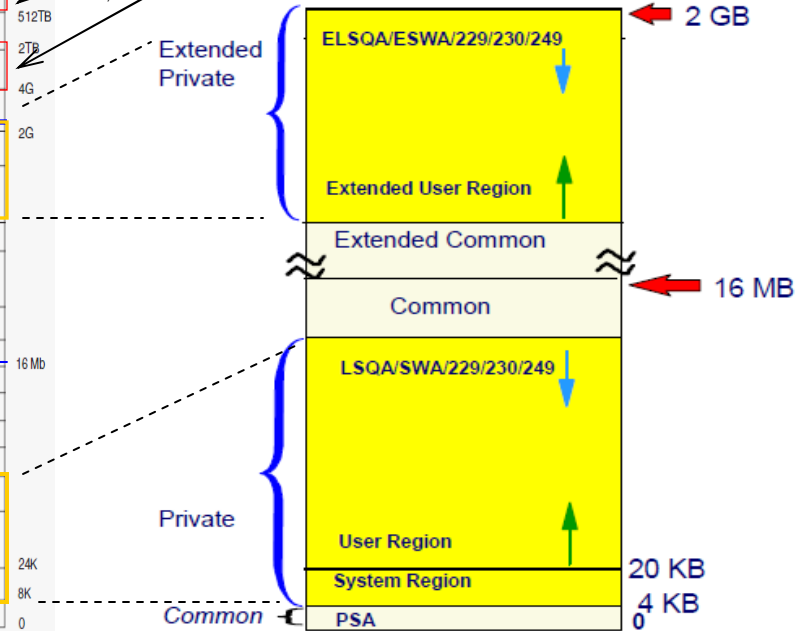 512TB
2TB
4G
2G
16 Mb
24K
8K
0
Extended
Private
ELSQA/ESWA/229/230/249
Extended User Region
2 GB
Extended Common
16 MB
Common
LSQA/SWA/229/230/249
Private
User Region
20 KB
System Region
4 KB
Common
PSA
0